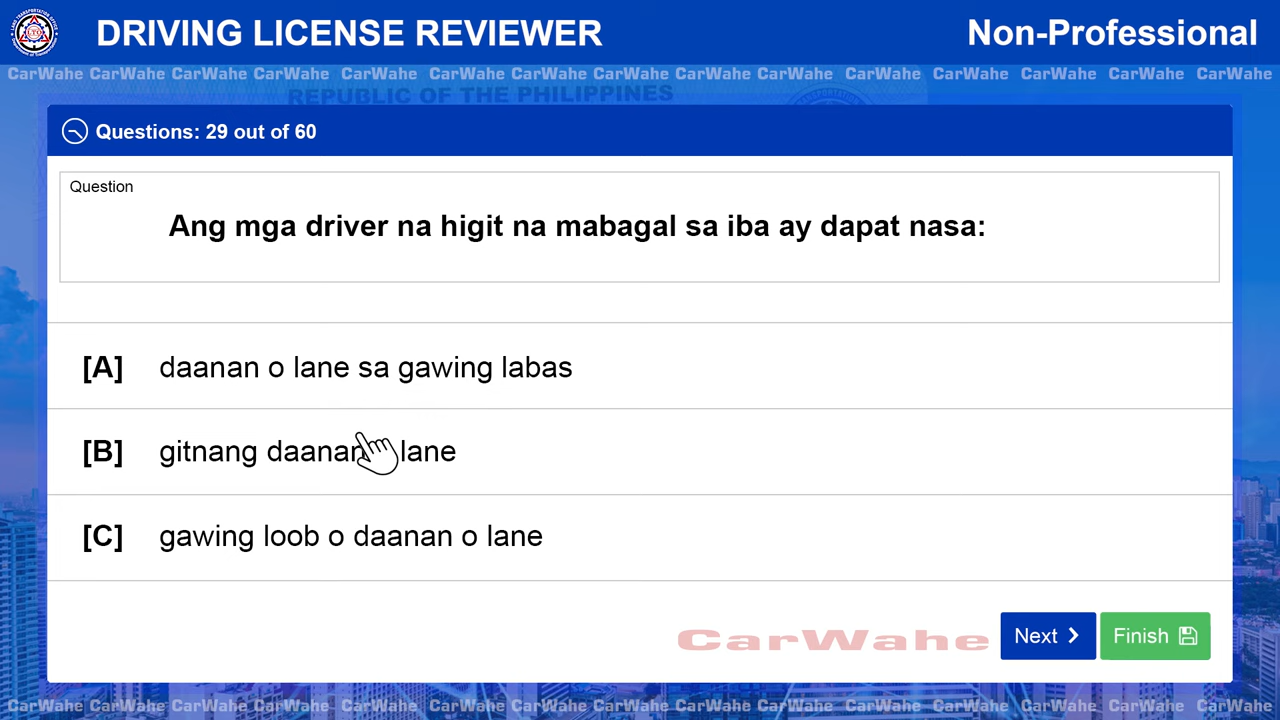 DRIVING LICENSE REVIEWER
Non-Professional
CarWahe CarWahe CarWahe CarWahe CarWahe CarWahe CarWahe CarWahe CarWahe CarWahe CarWahe CarWahe CarWahe CarWahe CarWahe
REPUBLIC OF THE PHILIPPINES
Questions: 29 out of 60
Question
Ang mga driver na higit na mabagal sa iba ay dapat nasa:
[A] daanan o lane sa gawing labas
[B] gitnang daanan lane
[C] gawing loob o daanan o lane
CarWahe
Next
Finish
CarWahe CarWahe CarWahe CarWahe CarWahe CarWahe CarWahe CarWahe CarWahe CarWahe CarWahe CarWahe CarWahe CarWahe CarWahe